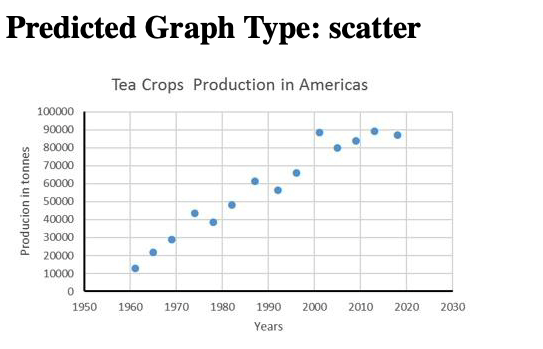 Predicted Graph Type: scatter
Tea Crops Production in Americas
100000
90000
80000
70000
60000
50000
40000
30000
20000
10000
0
Producion in tounes
1950 1960 1970 1980 1990 2000 2010 2020 2030
Years